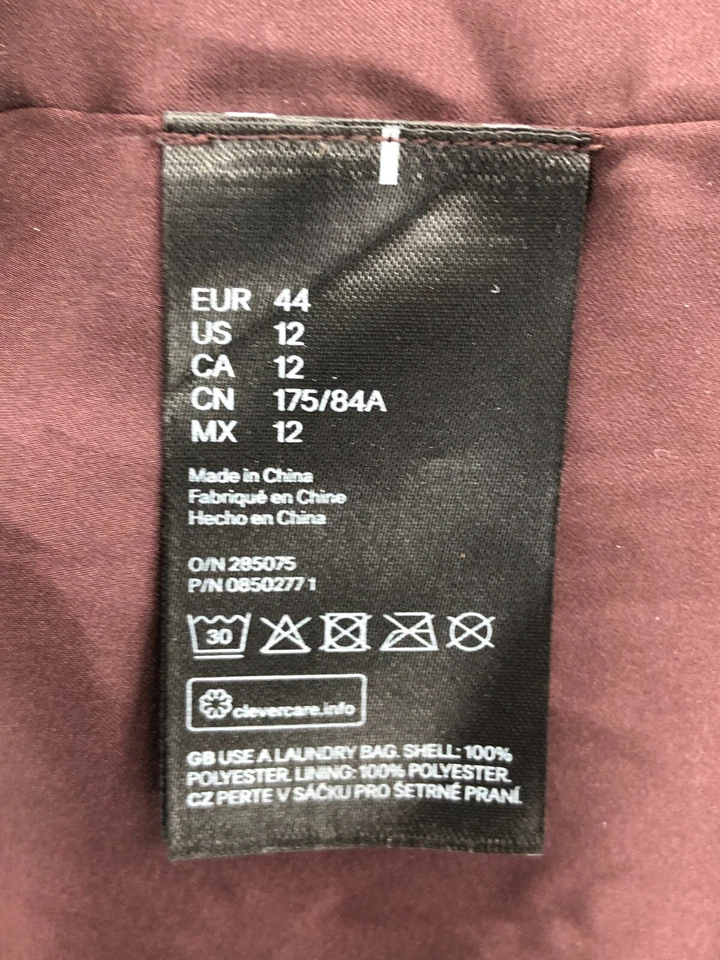 EUR 44
US 12
CA 12
CN 175/84A
MX 12
Made in China
Fabriqué en Chine
Hecho en China
O/N 285075
P/N 0850277 1
30
clevercare.info
GB USE A LAUNDRY BAG. SHELL: 100%
POLYESTER. LINING: 100% POLYESTER.
CZ PERTE V SÁČKU PRO ŠETRNÉ PRANÍ.